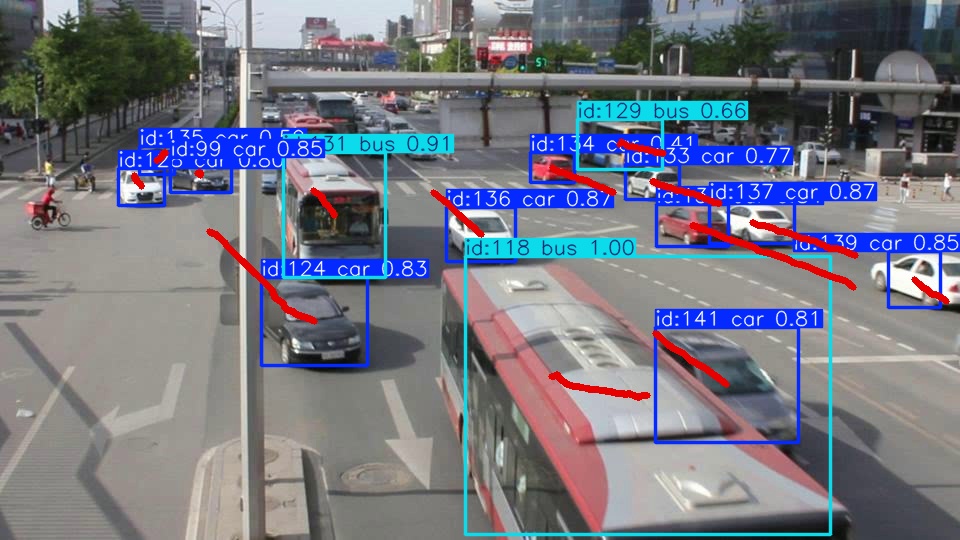 57
id:129 bus 0.66
id:135 car 0.5
id:99 car 0.85
31 bus 0.91
id:134 car 0.41
id:133 car 0.77
id:136 car 0.87
id:137 car 0.87
id:139 car 0.85
id:118 bus 1.00
id:124 car 0.83
id:141 car 0.81